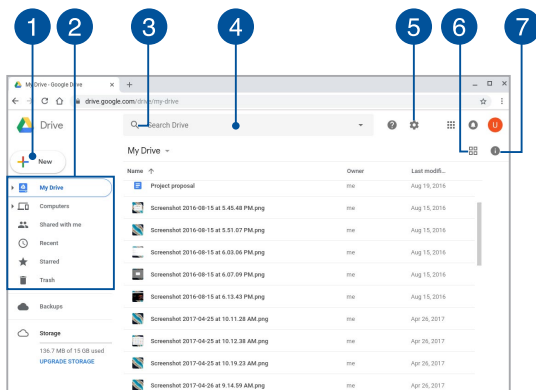 1
2
3
4
5
6
7
My Drive - Google Drive
drive.google.com/drive/my-drive
Drive
Search Drive
U
New
My Drive
Name
Owner
Last modifi...
My Drive
Computers
Shared with me
Recent
Starred
Trash
Backups
Storage
136.7 MB of 15 GB used
UPGRADE STORAGE
Project proposal me Aug 19, 2016
Screenshot 2016-08-15 at 5.45.48 PM.png me Aug 15, 2016
Screenshot 2016-08-15 at 5.51.07 PM.png me Aug 15, 2016
Screenshot 2016-08-15 at 6.03.06 PM.png me Aug 15, 2016
Screenshot 2016-08-15 at 6.07.09 PM.png me Aug 15, 2016
Screenshot 2016-08-15 at 6.13.43 PM.png me Aug 15, 2016
Screenshot 2017-04-25 at 10.11.28 AM.png me Apr 26, 2017
Screenshot 2017-04-25 at 10.12.38 AM.png me Apr 26, 2017
Screenshot 2017-04-25 at 10.19.23 AM.png me Apr 26, 2017
Screenshot 2017-04-26 at 9.14.59 AM.png me Apr 26, 2017